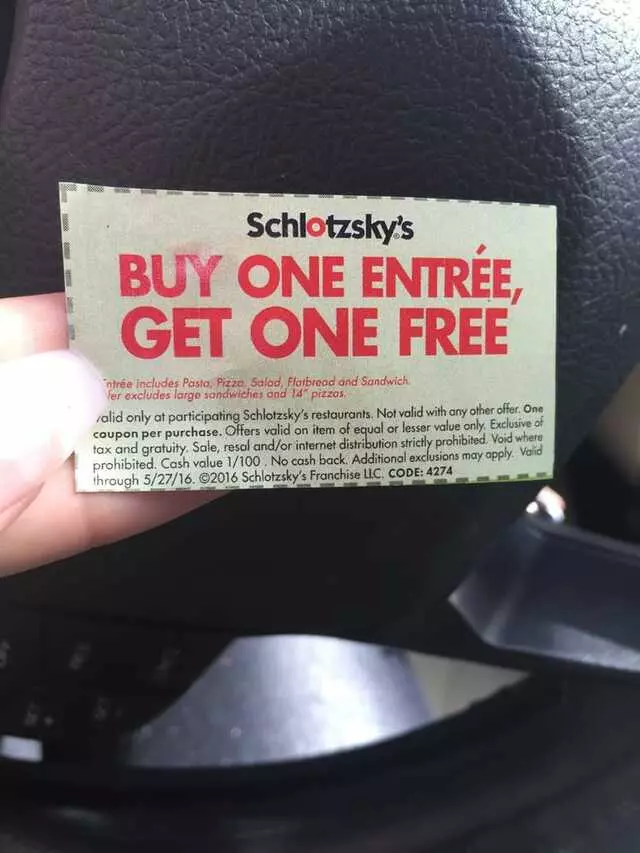 Schlotzsky's
BUY ONE ENTRÉE,
GET ONE FREE
ntrée includes Pasta, Pizza, Salad, Flatbread and Sandwich.
fer excludes large sandwiches and 14" pizzas.
alid only at participating Schlotzsky's restaurants. Not valid with any other offer. One
coupon per purchase. Offers valid on item of equal or lesser value only. Exclusive of
tax and gratuity. Sale, resal and/or internet distribution strictly prohibited. Void where
prohibited. Cash value 1/100 . No cash back. Additional exclusions may apply. Valid
through 5/27/16. ©2016 Schlotzsky's Franchise LLC. CODE: 4274